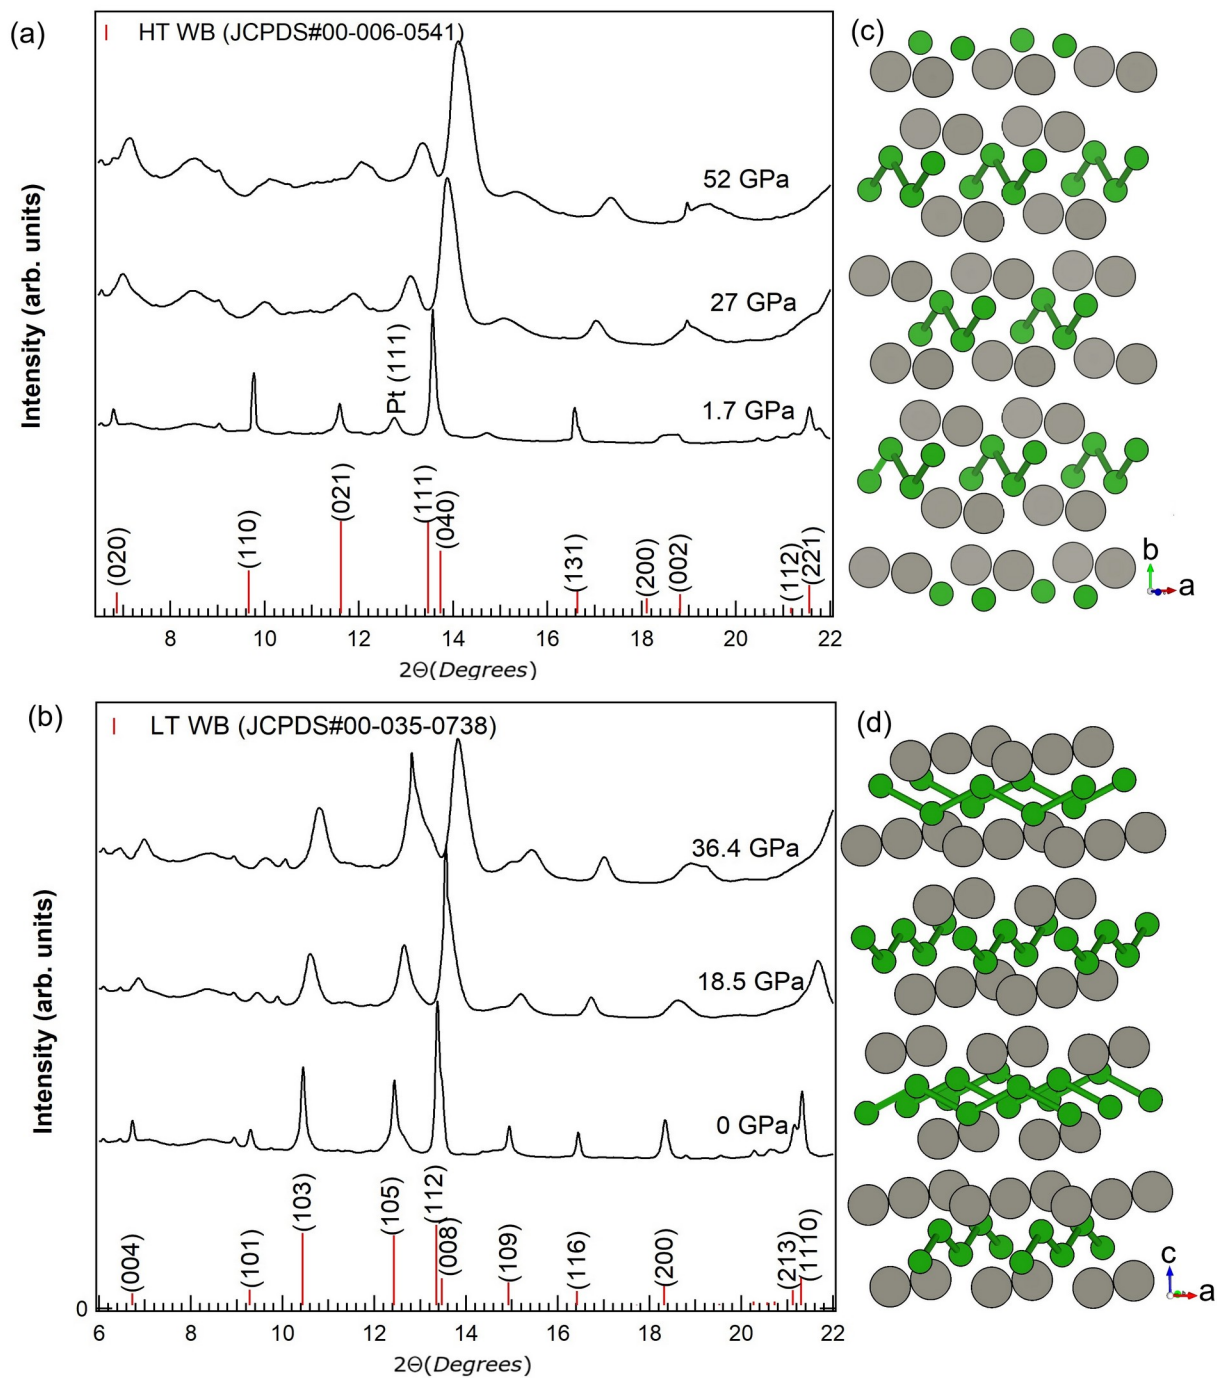 (a)
HT WB (JCPDS#00-006-0541)
Intensity (arb. units)
52 GPa
27 GPa
Pt (111)
1.7 GPa
(020)
(110)
(021)
(111)
(040)
(131)
(200)
(002)
(112)
(221)
8 10 12 14 16 18 20 22
2Θ(Degrees)
(c)
b
a
(b)
LT WB (JCPDS#00-035-0738)
Intensity (arb. units)
36.4 GPa
18.5 GPa
0 GPa
(004)
(101)
(103)
(105)
(112)
(008)
(109)
(116)
(200)
(213)
(1110)
0
6 8 10 12 14 16 18 20 22
2Θ(Degrees)
(d)
c
a